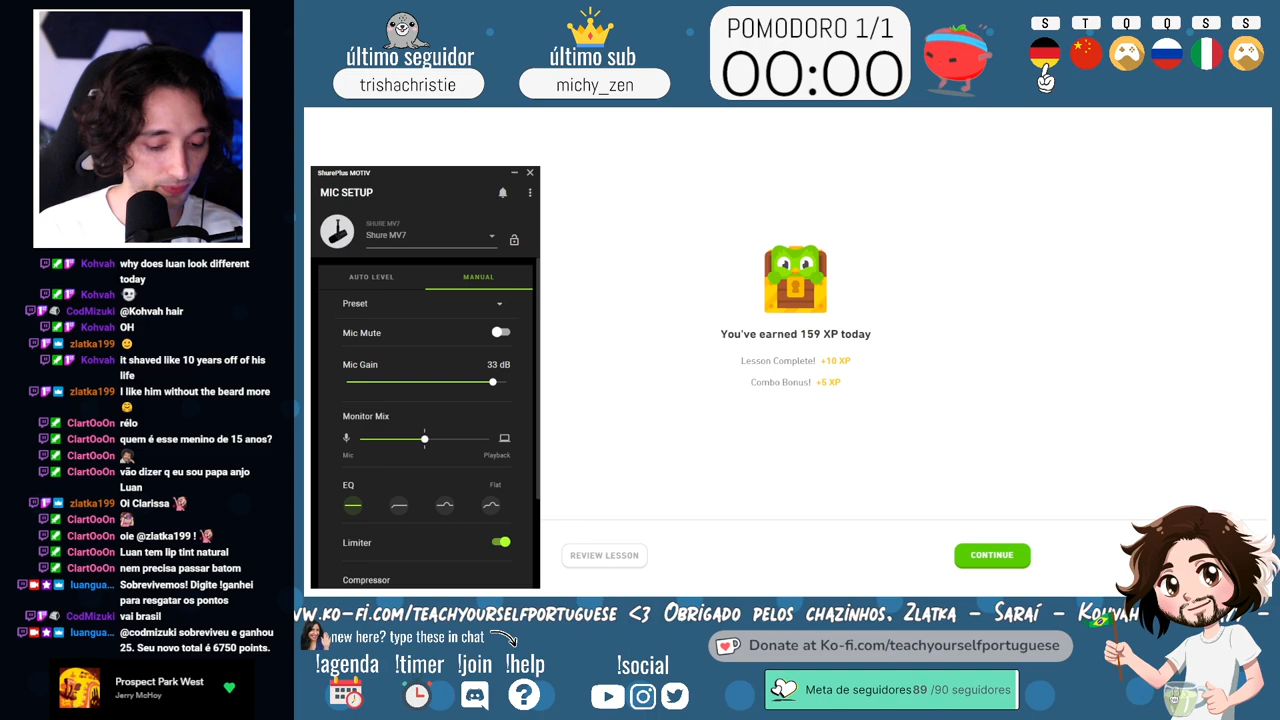 último seguidor
trishachristie
último sub
michy_zen
POMODORO 1/1
00:00
S T Q Q S S
ShurePlus MOTIV
MIC SETUP
SHURE MV7
Shure MV7
AUTO LEVEL
MANUAL
Preset
Mic Mute
Mic Gain
33 dB
Monitor Mix
Mic
Playback
EQ
Flat
Limiter
Compressor
You've earned 159 XP today
Lesson Complete! +10 XP
Combo Bonus! +5 XP
REVIEW LESSON
CONTINUE
Kohvah why does luan look different
today
Kohvah
CodMizuki @Kohvah hair
Kohvah OH
zlatka199
Kohvah it shaved like 10 years off of his
life
zlatka199 I like him without the beard more
ClartOoOn rélo
ClartOoOn quem é esse menino de 15 anos?
ClartOoOn
ClartOoOn vão dizer q eu sou papa anjo
Luan
zlatka199 Oi Clarissa
ClartOoOn
ClartOoOn oie @zlatka199 !
ClartOoOn Luan tem lip tint natural
ClartOoOn nem precisa passar batom
luangua... Sobrevivemos! Digite !ganhei
para resgatar os pontos
CodMizuki vai brasil
luangua... @codmizuki sobreviveu e ganhou
25. Seu novo total é 6750 points.
Prospect Park West
Jerry McHoy
WW.KO-FI.COM/TEACHYOURSELFPORTUGUESE <3 OBRIGADO PELOS CHAZINHOS, ZLATKA - SARAÍ - KOHVAH
new here? type these in chat
!agenda
!timer
!join
!help
!social
Donate at Ko-fi.com/teachyourselfportuguese
Meta de seguidores 89 /90 seguidores